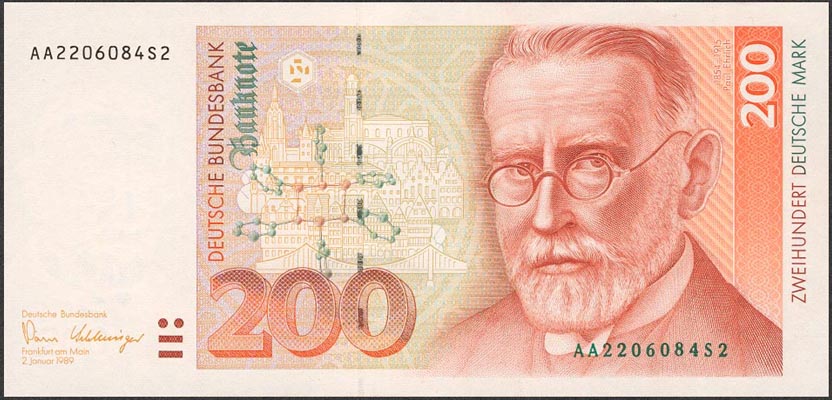 AA2206084S2
DEUTSCHE BUNDESBANK
Banknote
1854-1915
Paul Ehrlich
200
ZWEIHUNDERT DEUTSCHE MARK
200
Deutsche Bundesbank
Frankfurt am Main
2. Januar 1989
AA2206084S2